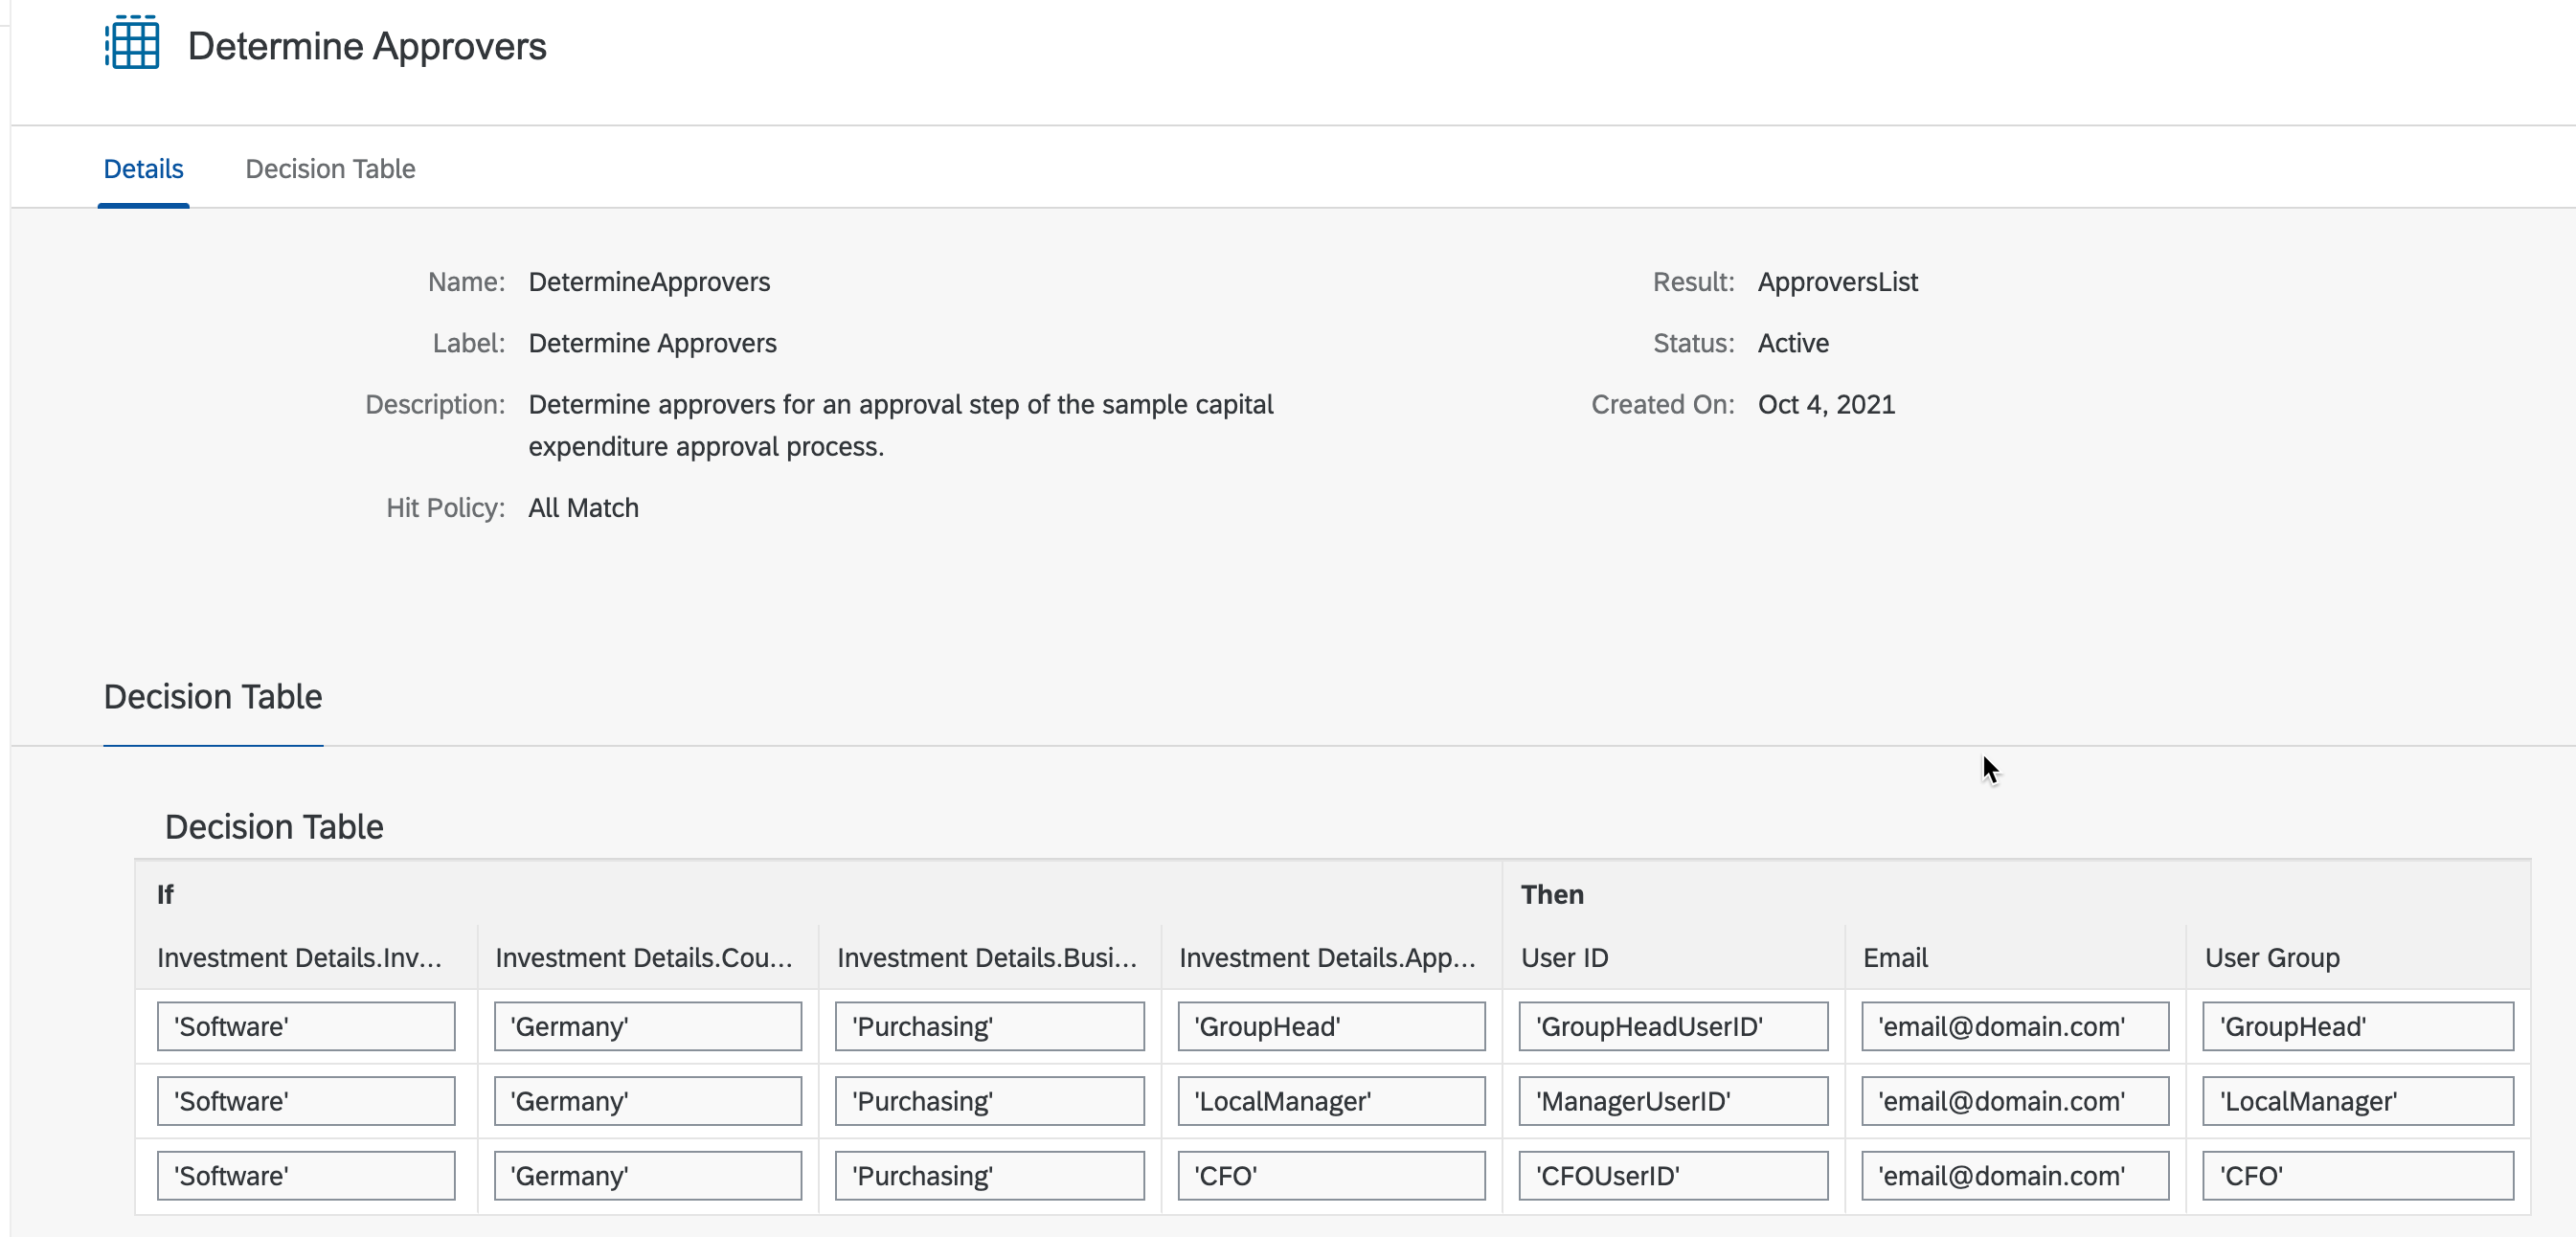 Determine Approvers
Details Decision Table
Name: DetermineApprovers Result: ApproversList
Label: Determine Approvers Status: Active
Description: Determine approvers for an approval step of the sample capital Created On: Oct 4, 2021
expenditure approval process.
Hit Policy: All Match
Decision Table
Decision Table
If Then
Investment Details.Inv... Investment Details.Cou... Investment Details.Busi... Investment Details.App... User ID Email User Group
'Software' 'Germany' 'Purchasing' 'GroupHead' 'GroupHeadUserID' 'email@domain.com' 'GroupHead'
'Software' 'Germany' 'Purchasing' 'LocalManager' 'ManagerUserID' 'email@domain.com' 'LocalManager'
'Software' 'Germany' 'Purchasing' 'CFO' 'CFOUserID' 'email@domain.com' 'CFO'